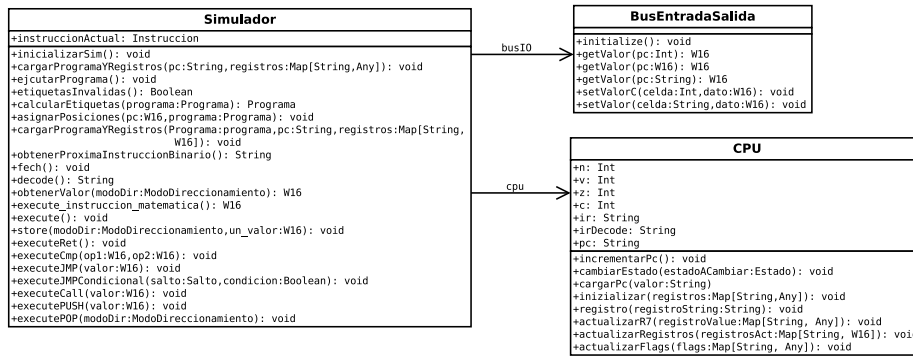 Simulador
+instruccionActual: Instruccion
+inicializarSim(): void
+cargarProgramaYRegistros(pc:String,registros:Map[String,Any]): void
+ejcutarPrograma(): void
+etiquetasInvalidas(): Boolean
+calcularEtiquetas(programa:Programa): Programa
+asignarPosiciones(pc:W16,programa:Programa): void
+cargarProgramaYRegistros(Programa:programa,pc:String,registros:Map[String,
W16]): void
+obtenerProximaInstruccionBinario(): String
+fech(): void
+decode(): String
+obtenerValor(modoDir:ModoDireccionamiento): W16
+execute_instruccion_matematica(): W16
+execute(): void
+store(modoDir:ModoDireccionamiento,un_valor:W16): void
+executeRet(): void
+executeCmp(op1:W16,op2:W16): void
+executeJMP(valor:W16): void
+executeJMPCondicional(salto:Salto,condicion:Boolean): void
+executeCall(valor:W16): void
+executePUSH(valor:W16): void
+executePOP(modoDir:ModoDireccionamiento): void
busIO
cpu
BusEntradaSalida
+initialize(): void
+getValor(pc:Int): W16
+getValor(pc:W16): W16
+getValor(pc:String): W16
+setValorC(celda:Int,dato:W16): void
+setValor(celda:String,dato:W16): void
CPU
+n: Int
+v: Int
+z: Int
+c: Int
+ir: String
+irDecode: String
+pc: String
+incrementarPc(): void
+cambiarEstado(estadoACambiar:Estado): void
+cargarPc(valor:String)
+inizializar(registros:Map[String,Any]): void
+registro(registroString:String): void
+actualizarR7(registroValue:Map[String, Any]): void
+actualizarRegistros(registrosAct:Map[String, W16]): void
+actualizarFlags(flags:Map[String, Any]): void